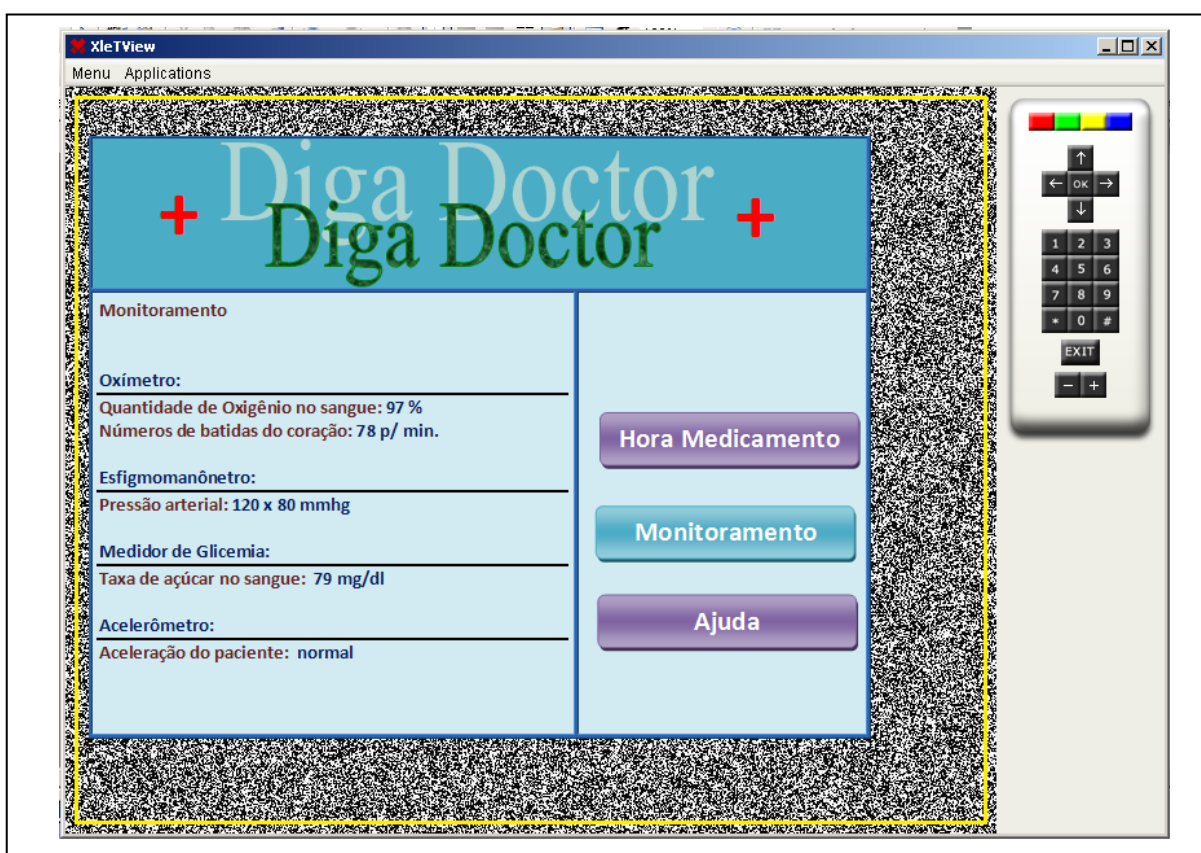 XleTView
Menu Applications
Diga Doctor
+ Diga Doctor +
Monitoramento
Oxímetro:
Quantidade de Oxigênio no sangue: 97 %
Números de batidas do coração: 78 p/ min.
Esfigmomanônetro:
Pressão arterial: 120 x 80 mmhg
Medidor de Glicemia:
Taxa de açúcar no sangue: 79 mg/dl
Acelerômetro:
Aceleração do paciente: normal
Hora Medicamento
Monitoramento
Ajuda
↑
← OK →
↓
1 2 3
4 5 6
7 8 9
* 0 #
EXIT
- +